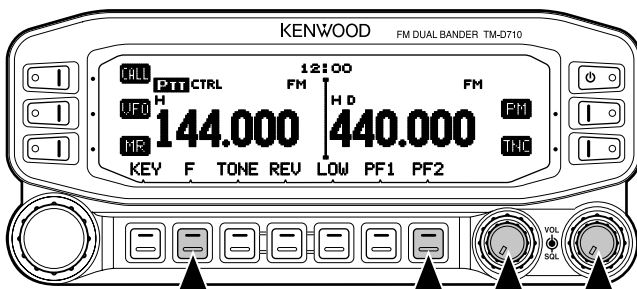 KENWOOD FM DUAL BANDER TM-D710
12:00
CALL PTT CTRL FM FM
VFO H 144.000 H D 440.000 PM
MR TNC
KEY F TONE REV LOW PF1 PF2
VOL
SQL